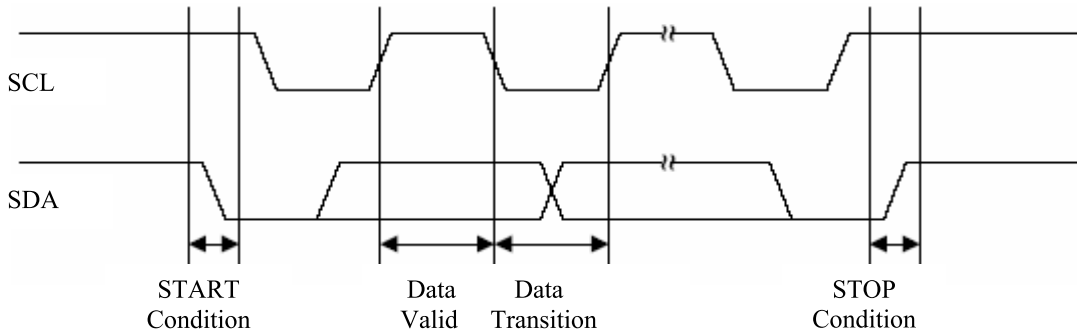 SCL
SDA
START
Condition
Data
Valid
Data
Transition
STOP
Condition